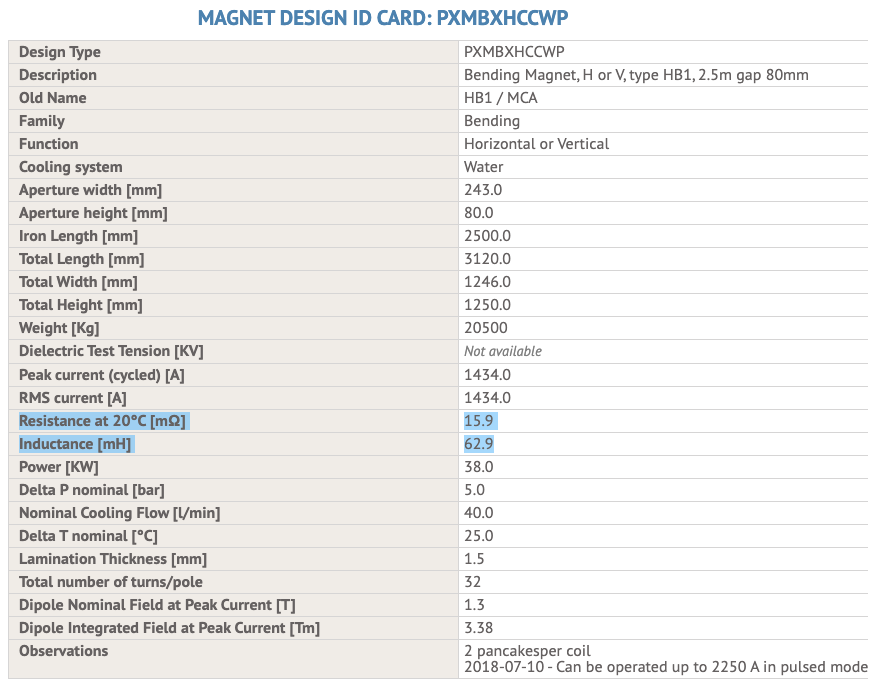 MAGNET DESIGN ID CARD: PXMBXHCCWP
Design Type PXMBXHCCWP
Description Bending Magnet, H or V, type HB1, 2.5m gap 80mm
Old Name HB1 / MCA
Family Bending
Function Horizontal or Vertical
Cooling system Water
Aperture width [mm] 243.0
Aperture height [mm] 80.0
Iron Length [mm] 2500.0
Total Length [mm] 3120.0
Total Width [mm] 1246.0
Total Height [mm] 1250.0
Weight [Kg] 20500
Dielectric Test Tension [KV] Not available
Peak current (cycled) [A] 1434.0
RMS current [A] 1434.0
Resistance at 20°C [mΩ] 15.9
Inductance [mH] 62.9
Power [KW] 38.0
Delta P nominal [bar] 5.0
Nominal Cooling Flow [l/min] 40.0
Delta T nominal [°C] 25.0
Lamination Thickness [mm] 1.5
Total number of turns/pole 32
Dipole Nominal Field at Peak Current [T] 1.3
Dipole Integrated Field at Peak Current [Tm] 3.38
Observations 2 pancakesper coil
2018-07-10 - Can be operated up to 2250 A in pulsed mode